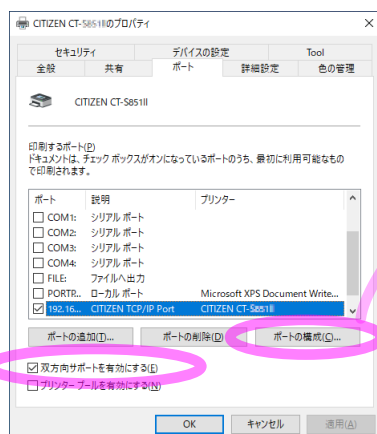 CITIZEN CT-S851IIのプロパティ
セキュリティ デバイスの設定 Tool
全般 共有 ポート 詳細設定 色の管理
CITIZEN CT-S851II
印刷するポート(P)
ドキュメントは、チェック ボックスがオンになっているポートのうち、最初に利用可能なもの
で印刷されます。
ポート 説明 プリンター
COM1: シリアル ポート
COM2: シリアル ポート
COM3: シリアル ポート
COM4: シリアル ポート
FILE: ファイルへ出力
PORTP... ローカル ポート Microsoft XPS Document Write...
192.16... CITIZEN TCP/IP Port CITIZEN CT-S851II
ポートの追加(T)... ポートの削除(D) ポートの構成(C)...
双方向サポートを有効にする(E)
プリンター プールを有効にする(N)
OK キャンセル 適用(A)